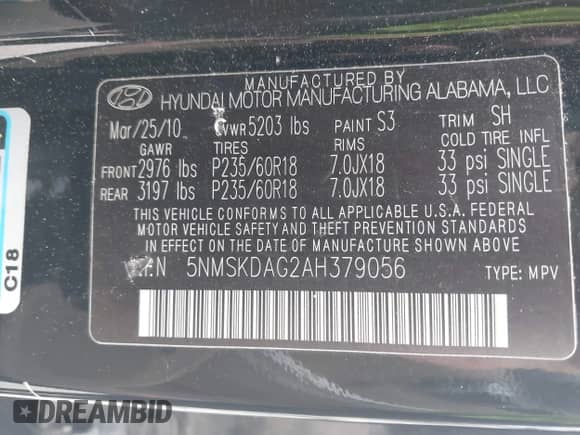 MANUFACTURED BY
HYUNDAI MOTOR MANUFACTURING ALABAMA, LLC
Mar/25/10 GVWR 5203 lbs PAINT S3 TRIM SH
GAWR TIRES RIMS COLD TIRE INFL
FRONT 2976 lbs P235/60R18 7.0JX18 33 psi SINGLE
REAR 3197 lbs P235/60R18 7.0JX18 33 psi SINGLE
THIS VEHICLE CONFORMS TO ALL APPLICABLE U.S.A. FEDERAL
MOTOR VEHICLE SAFETY AND THEFT PREVENTION STANDARDS
IN EFFECT ON THE DATE OF MANUFACTURE SHOWN ABOVE.
V.I.N 5NMSKDAG2AH379056 TYPE: MPV
C18
DREAMBID